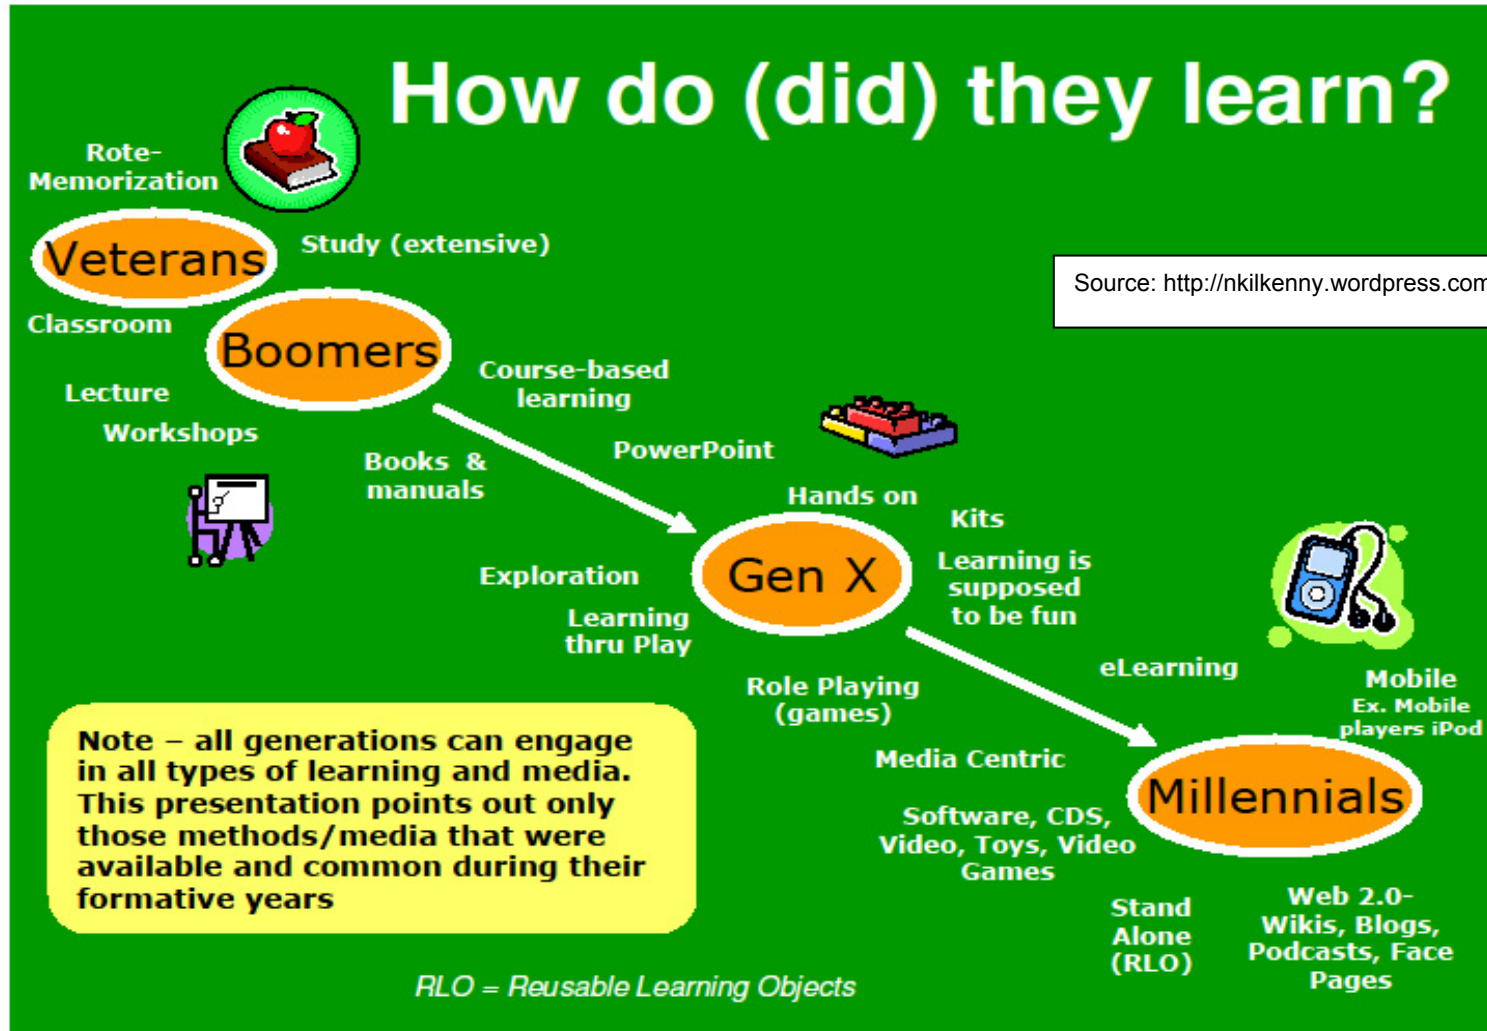 How do (did) they learn?
Rote-
Memorization
Veterans
Study (extensive)
Source: http://nkilkenny.wordpress.com
Classroom
Boomers
Lecture
Workshops
Course-based
learning
Books & 
manuals
PowerPoint
Hands on
Kits
Gen X
Exploration
Learning is
supposed
to be fun
Learning
thru Play
Role Playing
(games)
eLearning
Mobile
Ex. Mobile
players iPod
Media Centric
Millennials
Software, CDS,
Video, Toys, Video
Games
Stand
Alone
(RLO)
Web 2.0-
Wikis, Blogs,
Podcasts, Face
Pages
Note – all generations can engage
in all types of learning and media.
This presentation points out only
those methods/media that were
available and common during their
formative years
RLO = Reusable Learning Objects